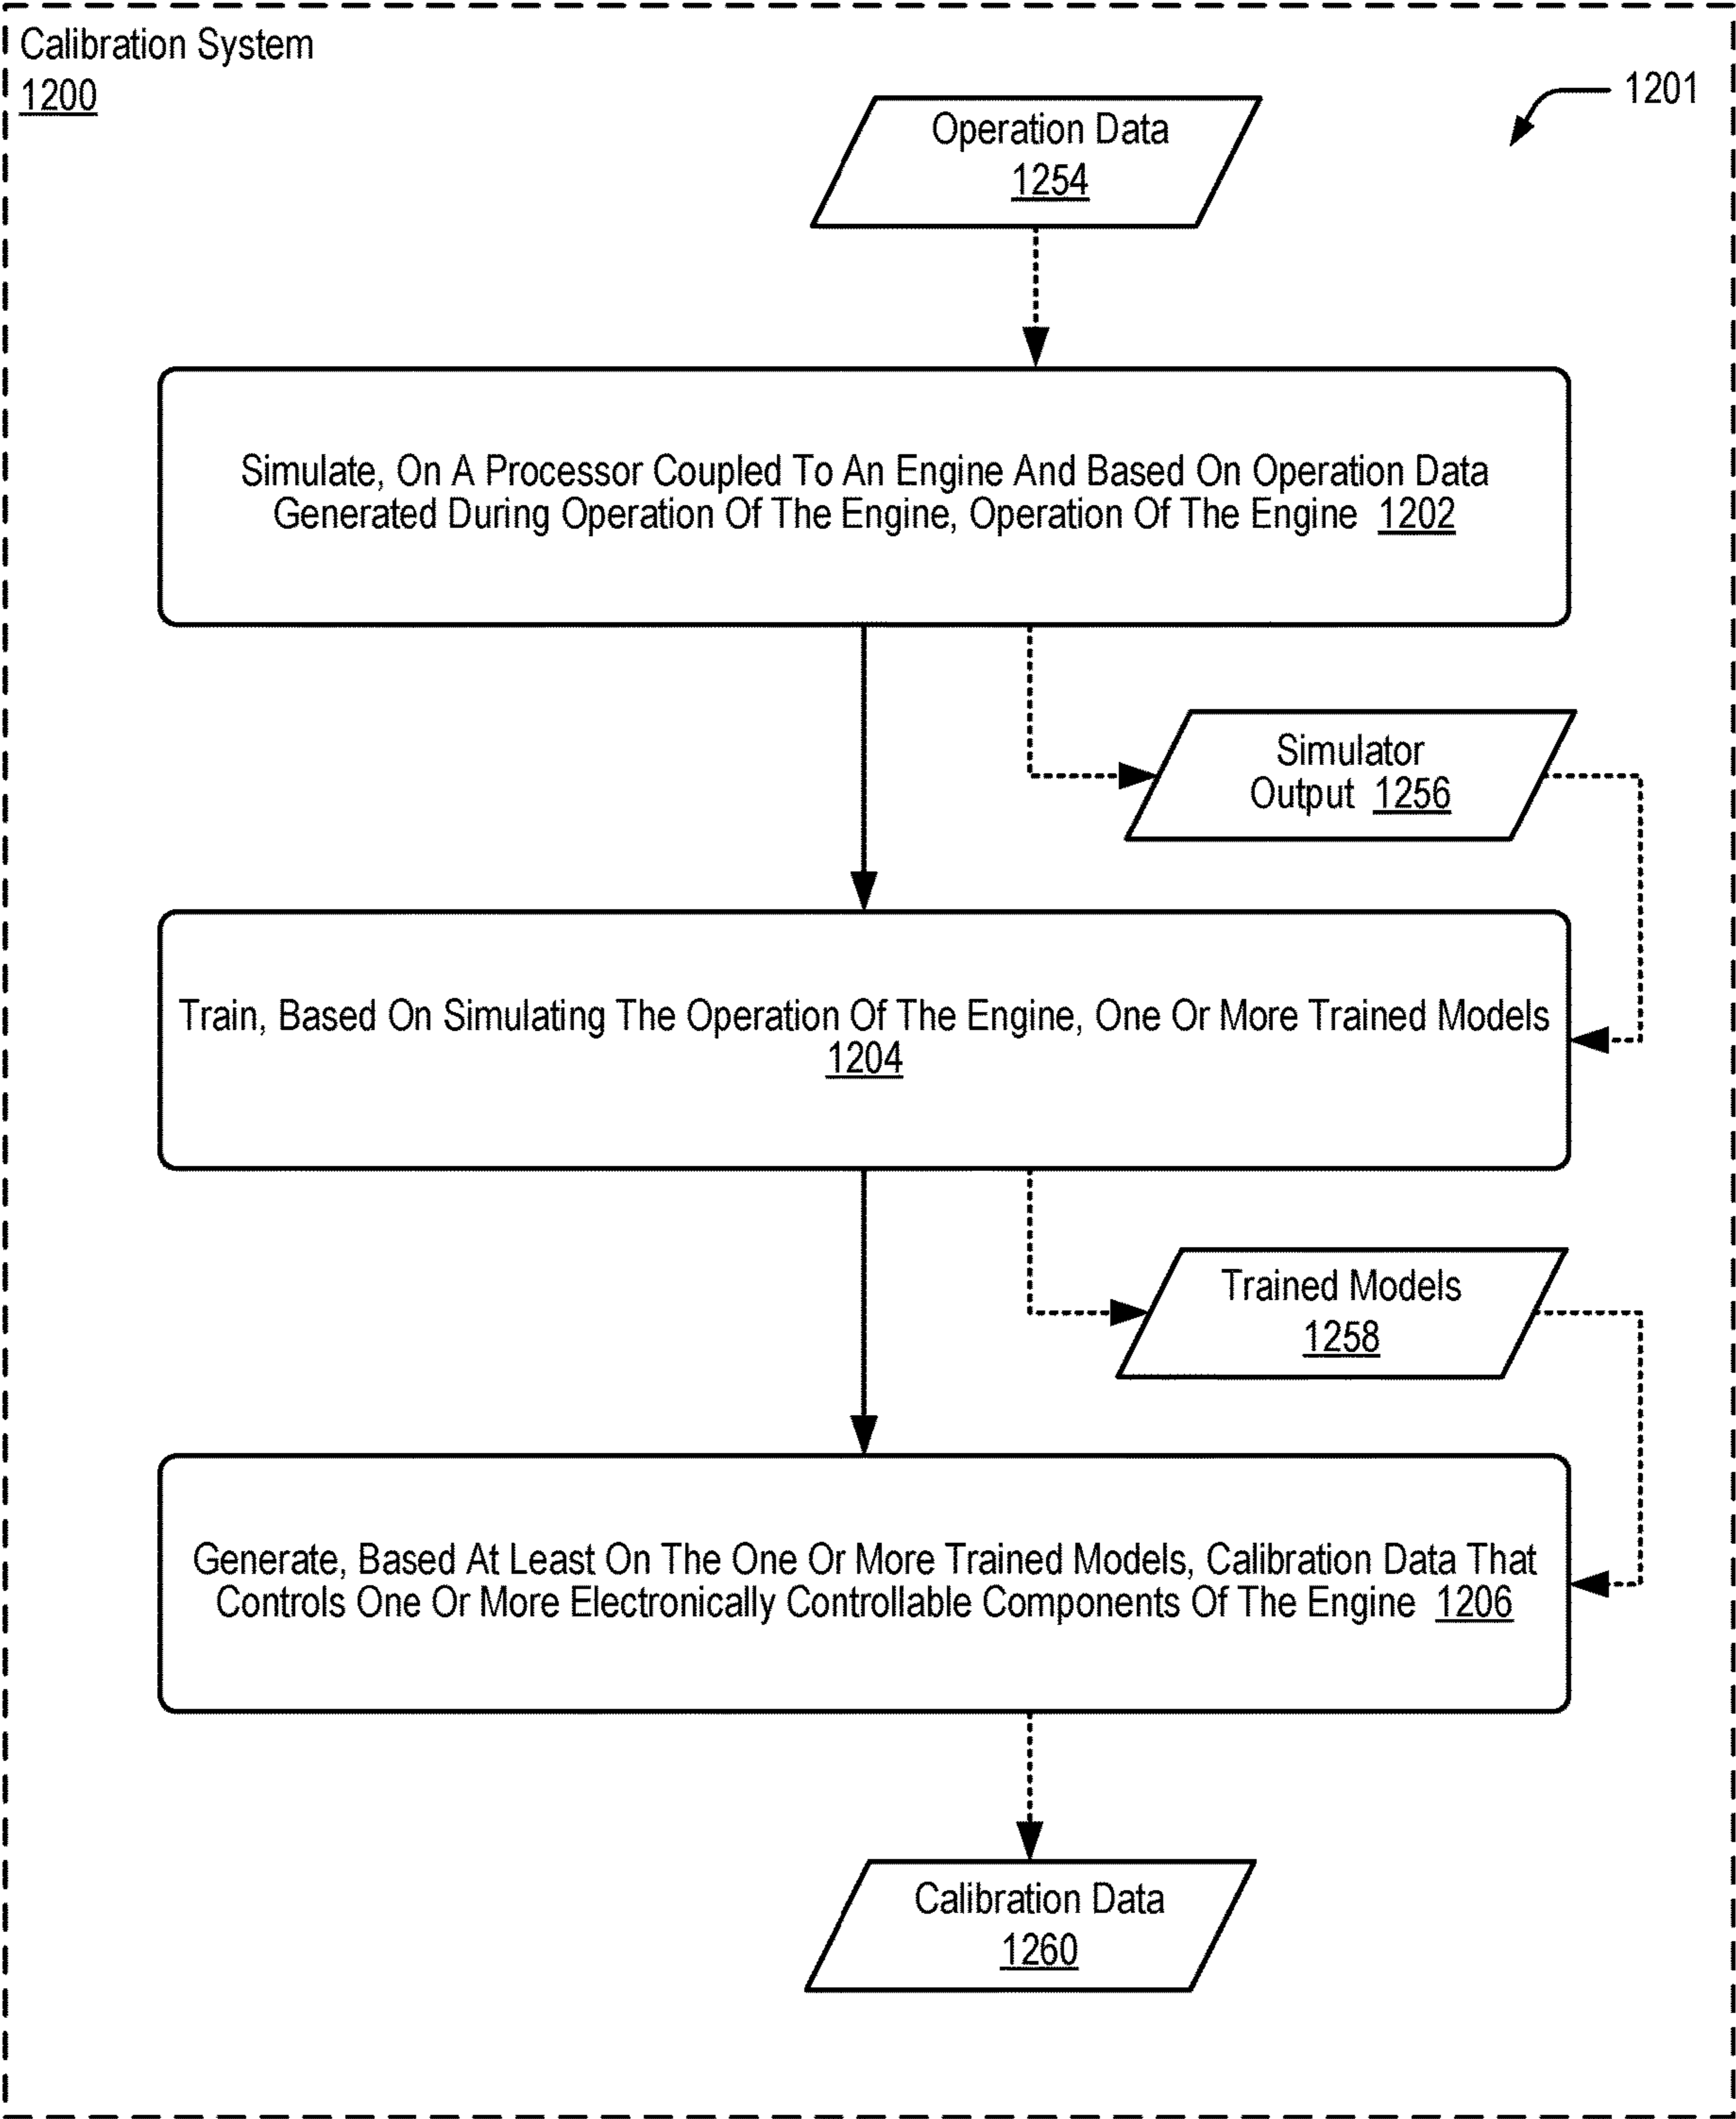 Calibration System
1200
1201
Operation Data
1254
Simulate, On A Processor Coupled To An Engine And Based On Operation Data
Generated During Operation Of The Engine, Operation Of The Engine 1202
Simulator
Output 1256
Train, Based On Simulating The Operation Of The Engine, One Or More Trained Models
1204
Trained Models
1258
Generate, Based At Least On The One Or More Trained Models, Calibration Data That
Controls One Or More Electronically Controllable Components Of The Engine 1206
Calibration Data
1260